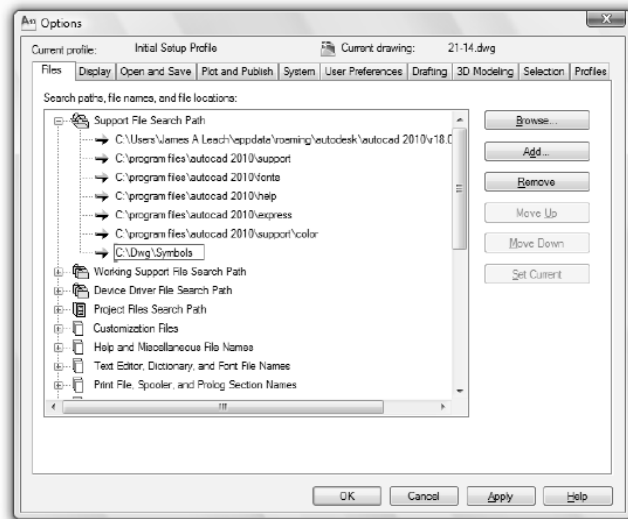 Options
Current profile: Initial Setup Profile Current drawing: 21-14.dwg
Files Display Open and Save Plot and Publish System User Preferences Drafting 3D Modeling Selection Profiles
Search paths, file names, and file locations:
Support File Search Path
C:\Users\James A Leach\appdata\roaming\autodesk\autocad 2010\r18.0
C:\program files\autocad 2010\support
C:\program files\autocad 2010\fonts
C:\program files\autocad 2010\help
C:\program files\autocad 2010\express
C:\program files\autocad 2010\support\color
C:\Dwg\Symbols
Working Support File Search Path
Device Driver File Search Path
Project Files Search Path
Customization Files
Help and Miscellaneous File Names
Text Editor, Dictionary, and Font File Names
Print File, Spooler, and Prolog Section Names
Browse...
Add...
Remove
Move Up
Move Down
Set Current
OK Cancel Apply Help